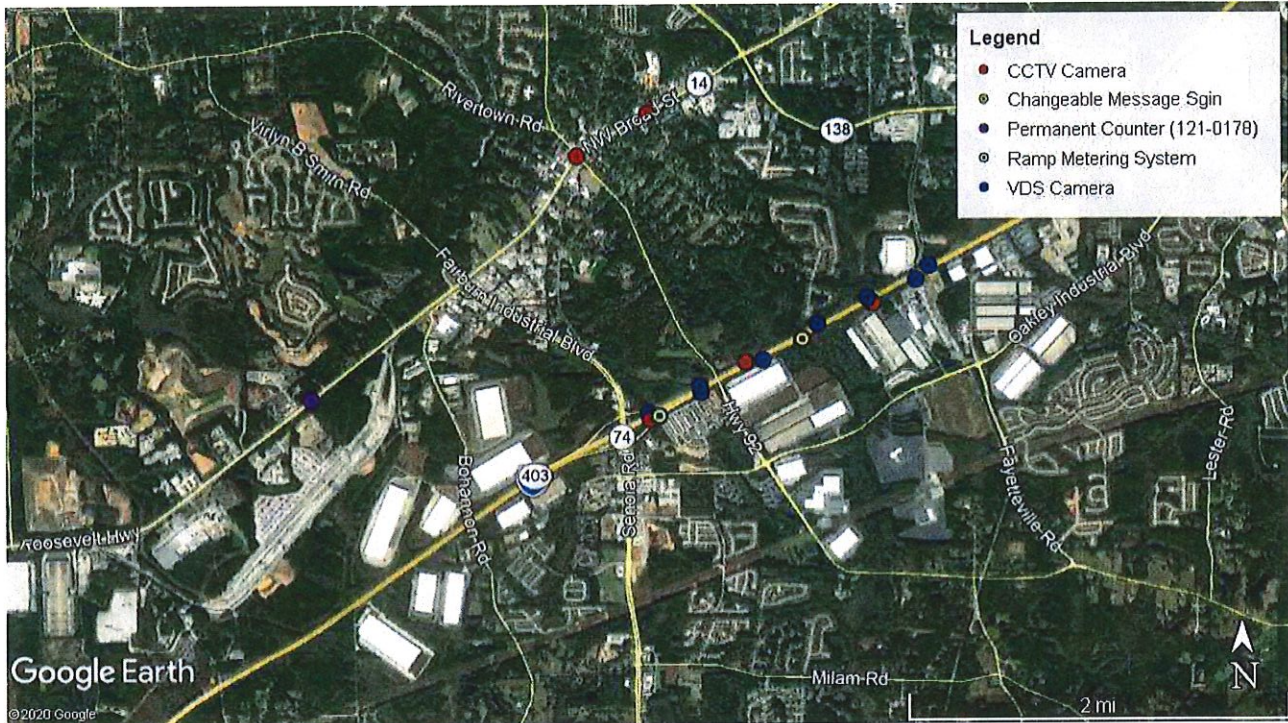 Legend
CCTV Camera
Changeable Message Sgin
Permanent Counter (121-0178)
Ramp Metering System
VDS Camera
14
138
Rivertown-Rd
NW-Broad-St
Virlyn-B-Smith-Rd
Fairburn Industrial Blvd
Oakley Industrial Blvd
Hwy-92
74
403
Senoia Rd
Bohannon-Rd
Fayetteville-Rd
Lester-Rd
Roosevelt Hwy
Milam-Rd
Google Earth
©2020 Google
2 mi
N